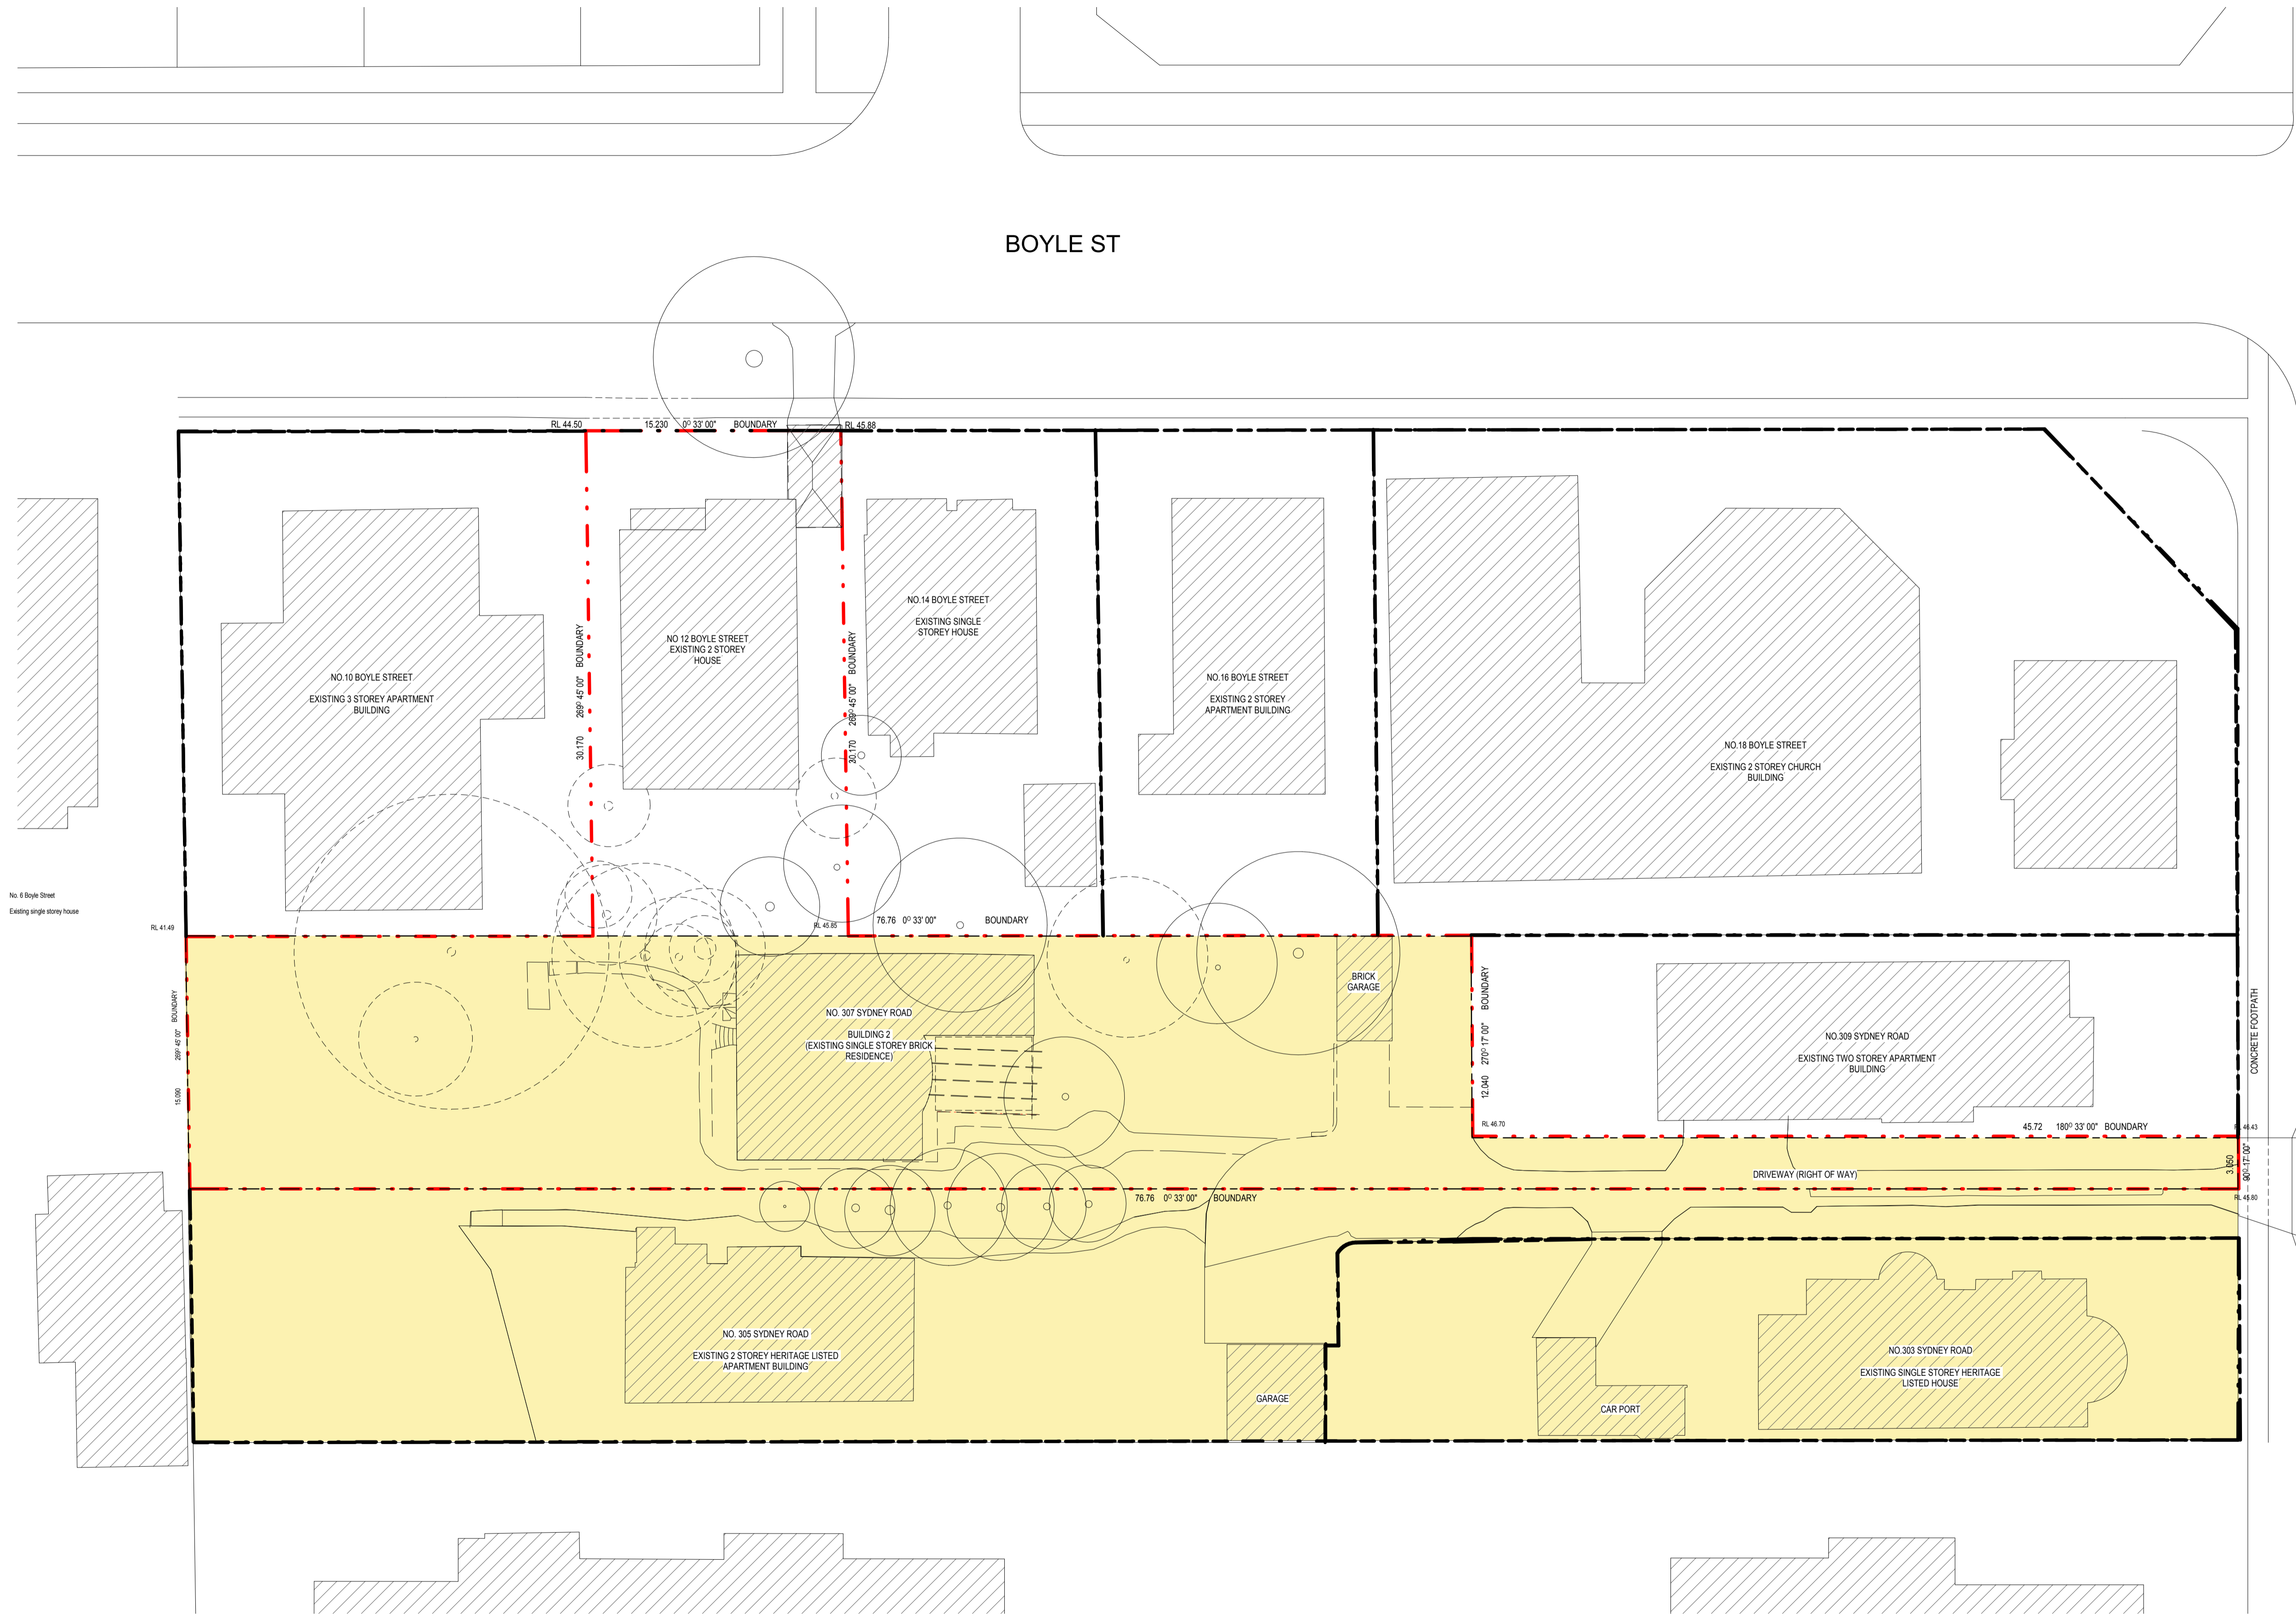 BOYLE ST
RL 44.50
15.230 0° 33' 00" BOUNDARY
RL 45.88
30.170 269° 45' 00" BOUNDARY
30.170 269° 45' 00" BOUNDARY
NO.10 BOYLE STREET
EXISTING 3 STOREY APARTMENT
BUILDING
NO 12 BOYLE STREET
EXISTING 2 STOREY
HOUSE
NO.14 BOYLE STREET
EXISTING SINGLE
STOREY HOUSE
NO.16 BOYLE STREET
EXISTING 2 STOREY
APARTMENT BUILDING
NO.18 BOYLE STREET
EXISTING 2 STOREY CHURCH
BUILDING
No. 6 Boyle Street
Existing single storey house
RL 41.49
RL 45.85
76.76 0° 33' 00" BOUNDARY
15.090 269° 45' 00" BOUNDARY
NO. 307 SYDNEY ROAD
BUILDING 2
(EXISTING SINGLE STOREY BRICK
RESIDENCE)
BRICK
GARAGE
12.040 270° 17' 00" BOUNDARY
RL 46.70
NO.309 SYDNEY ROAD
EXISTING TWO STOREY APARTMENT
BUILDING
CONCRETE FOOTPATH
45.72 180° 33' 00" BOUNDARY
RL 46.43
3.050
90° 17' 00"
DRIVEWAY (RIGHT OF WAY)
76.76 0° 33' 00" BOUNDARY
RL 45.80
NO. 305 SYDNEY ROAD
EXISTING 2 STOREY HERITAGE LISTED
APARTMENT BUILDING
GARAGE
CAR PORT
NO.303 SYDNEY ROAD
EXISTING SINGLE STOREY HERITAGE
LISTED HOUSE